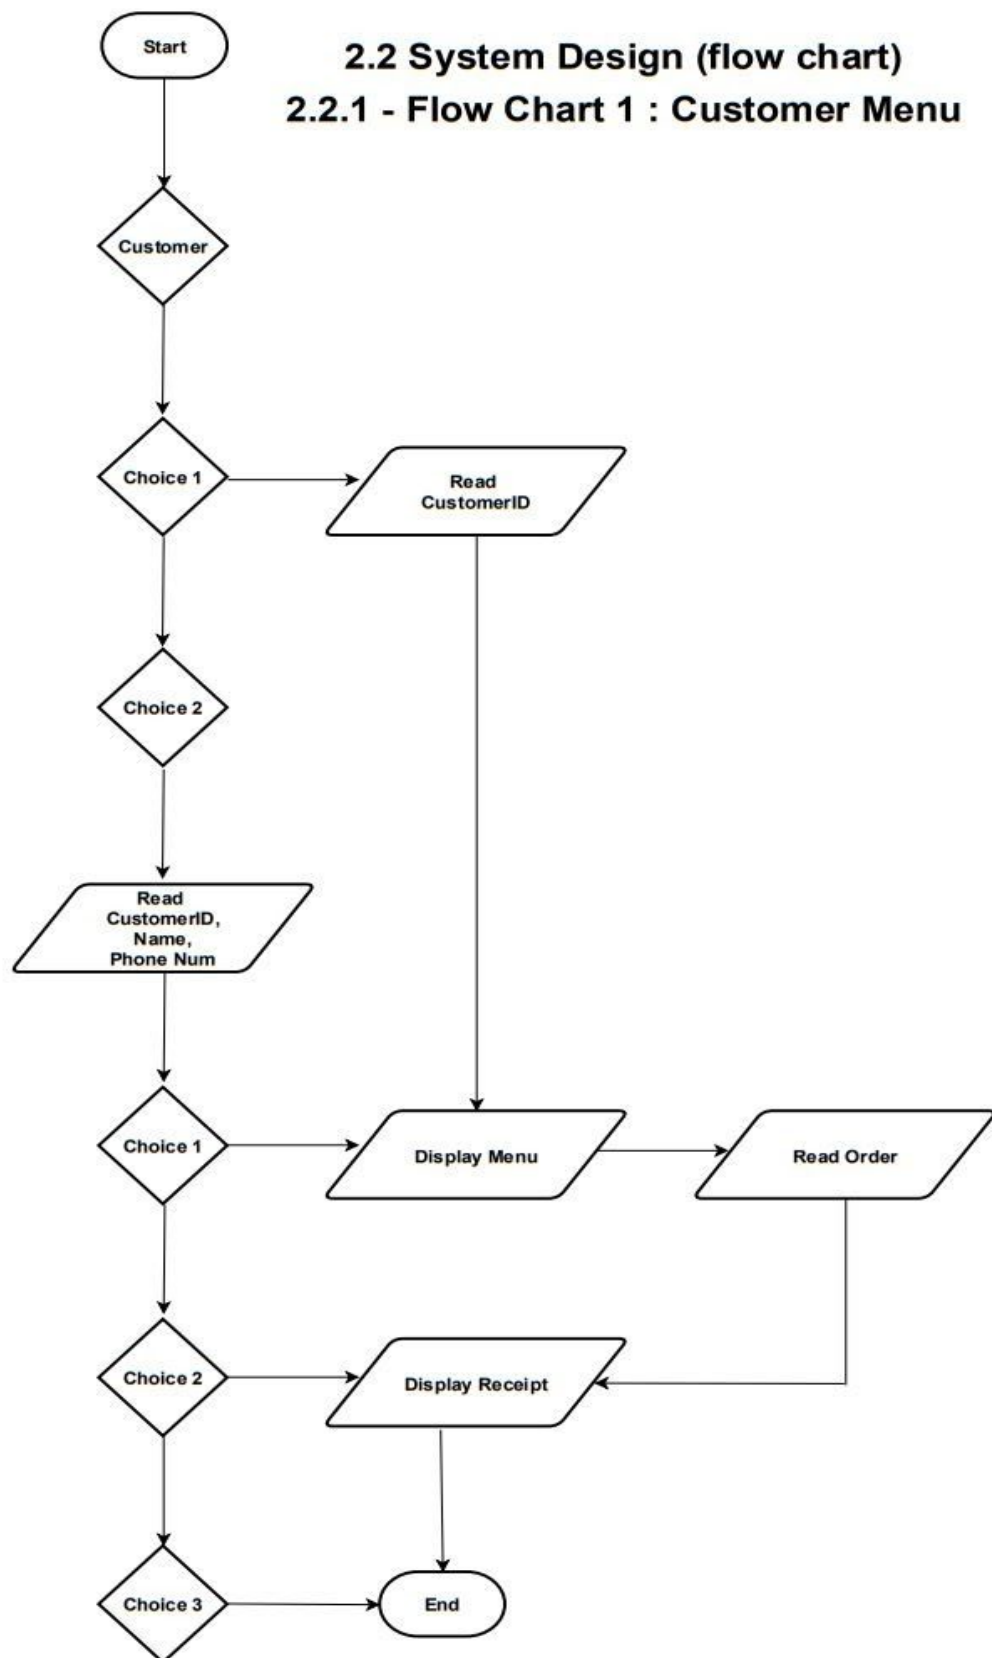 Start
2.2 System Design (flow chart)
2.2.1 - Flow Chart 1 : Customer Menu
Customer
Choice 1
Read
CustomerID
Choice 2
Read
CustomerID,
Name,
Phone Num
Choice 1
Display Menu
Read Order
Choice 2
Display Receipt
Choice 3
End